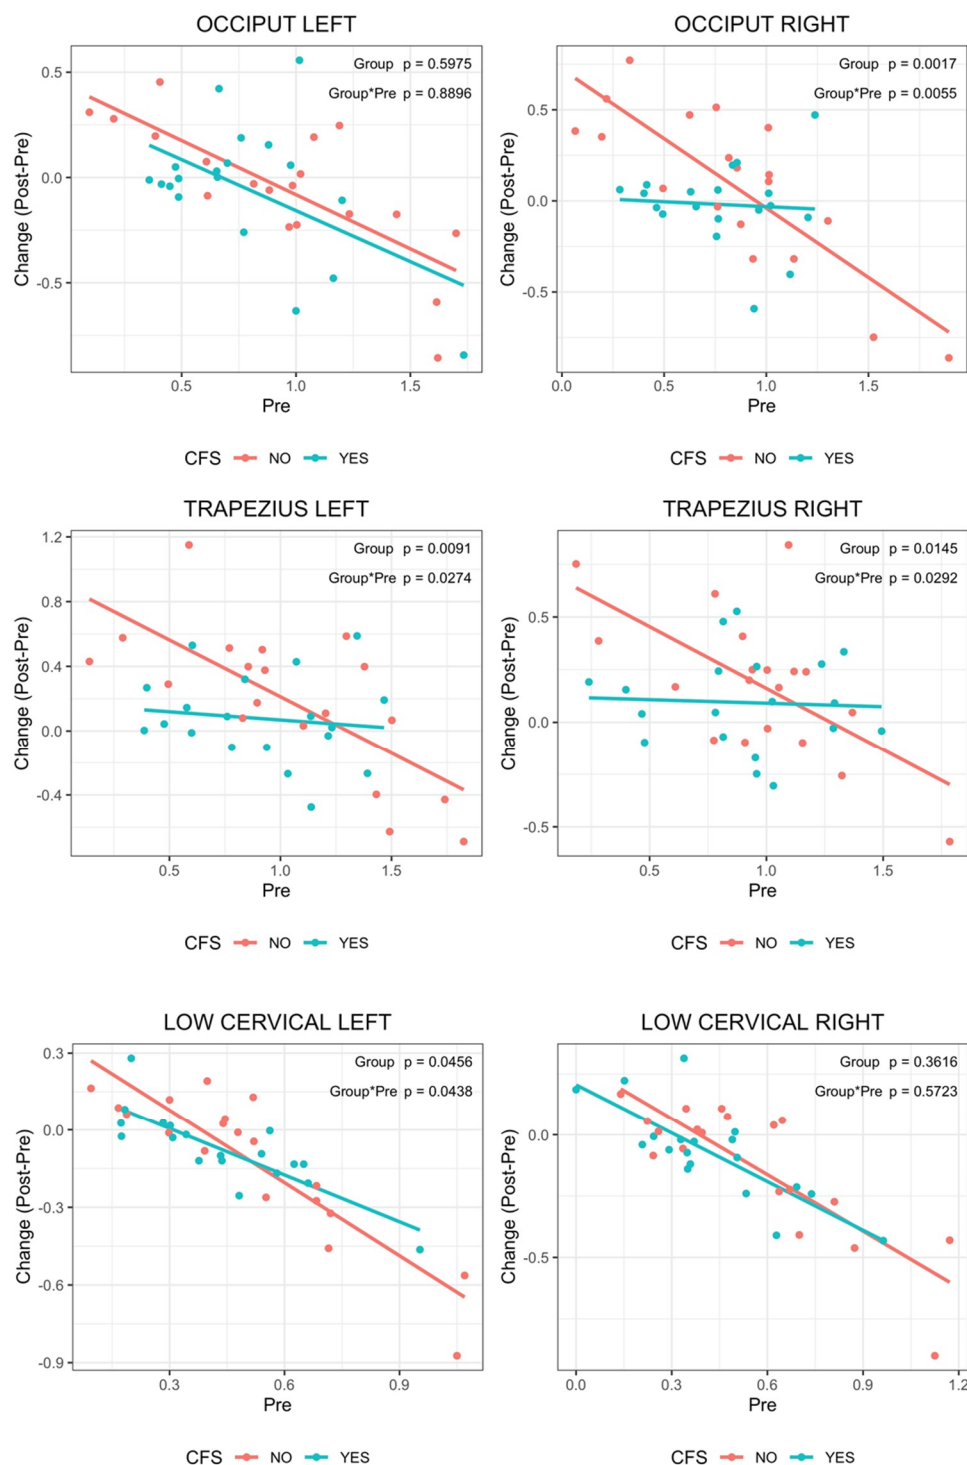 OCCIPUT LEFT
Group p = 0.5975
Group*Pre p = 0.8896
0.5
0.0
-0.5
Change (Post-Pre)
0.5 1.0 1.5
Pre
CFS NO YES
OCCIPUT RIGHT
Group p = 0.0017
Group*Pre p = 0.0055
0.5
0.0
-0.5
Change (Post-Pre)
0.0 0.5 1.0 1.5
Pre
CFS NO YES
TRAPEZIUS LEFT
Group p = 0.0091
Group*Pre p = 0.0274
1.2
0.8
0.4
0.0
-0.4
Change (Post-Pre)
0.5 1.0 1.5
Pre
CFS NO YES
TRAPEZIUS RIGHT
Group p = 0.0145
Group*Pre p = 0.0292
0.5
0.0
-0.5
Change (Post-Pre)
0.5 1.0 1.5
Pre
CFS NO YES
LOW CERVICAL LEFT
Group p = 0.0456
Group*Pre p = 0.0438
0.3
0.0
-0.3
-0.6
-0.9
Change (Post-Pre)
0.3 0.6 0.9
Pre
CFS NO YES
LOW CERVICAL RIGHT
Group p = 0.3616
Group*Pre p = 0.5723
0.0
-0.5
Change (Post-Pre)
0.0 0.3 0.6 0.9 1.2
Pre
CFS NO YES